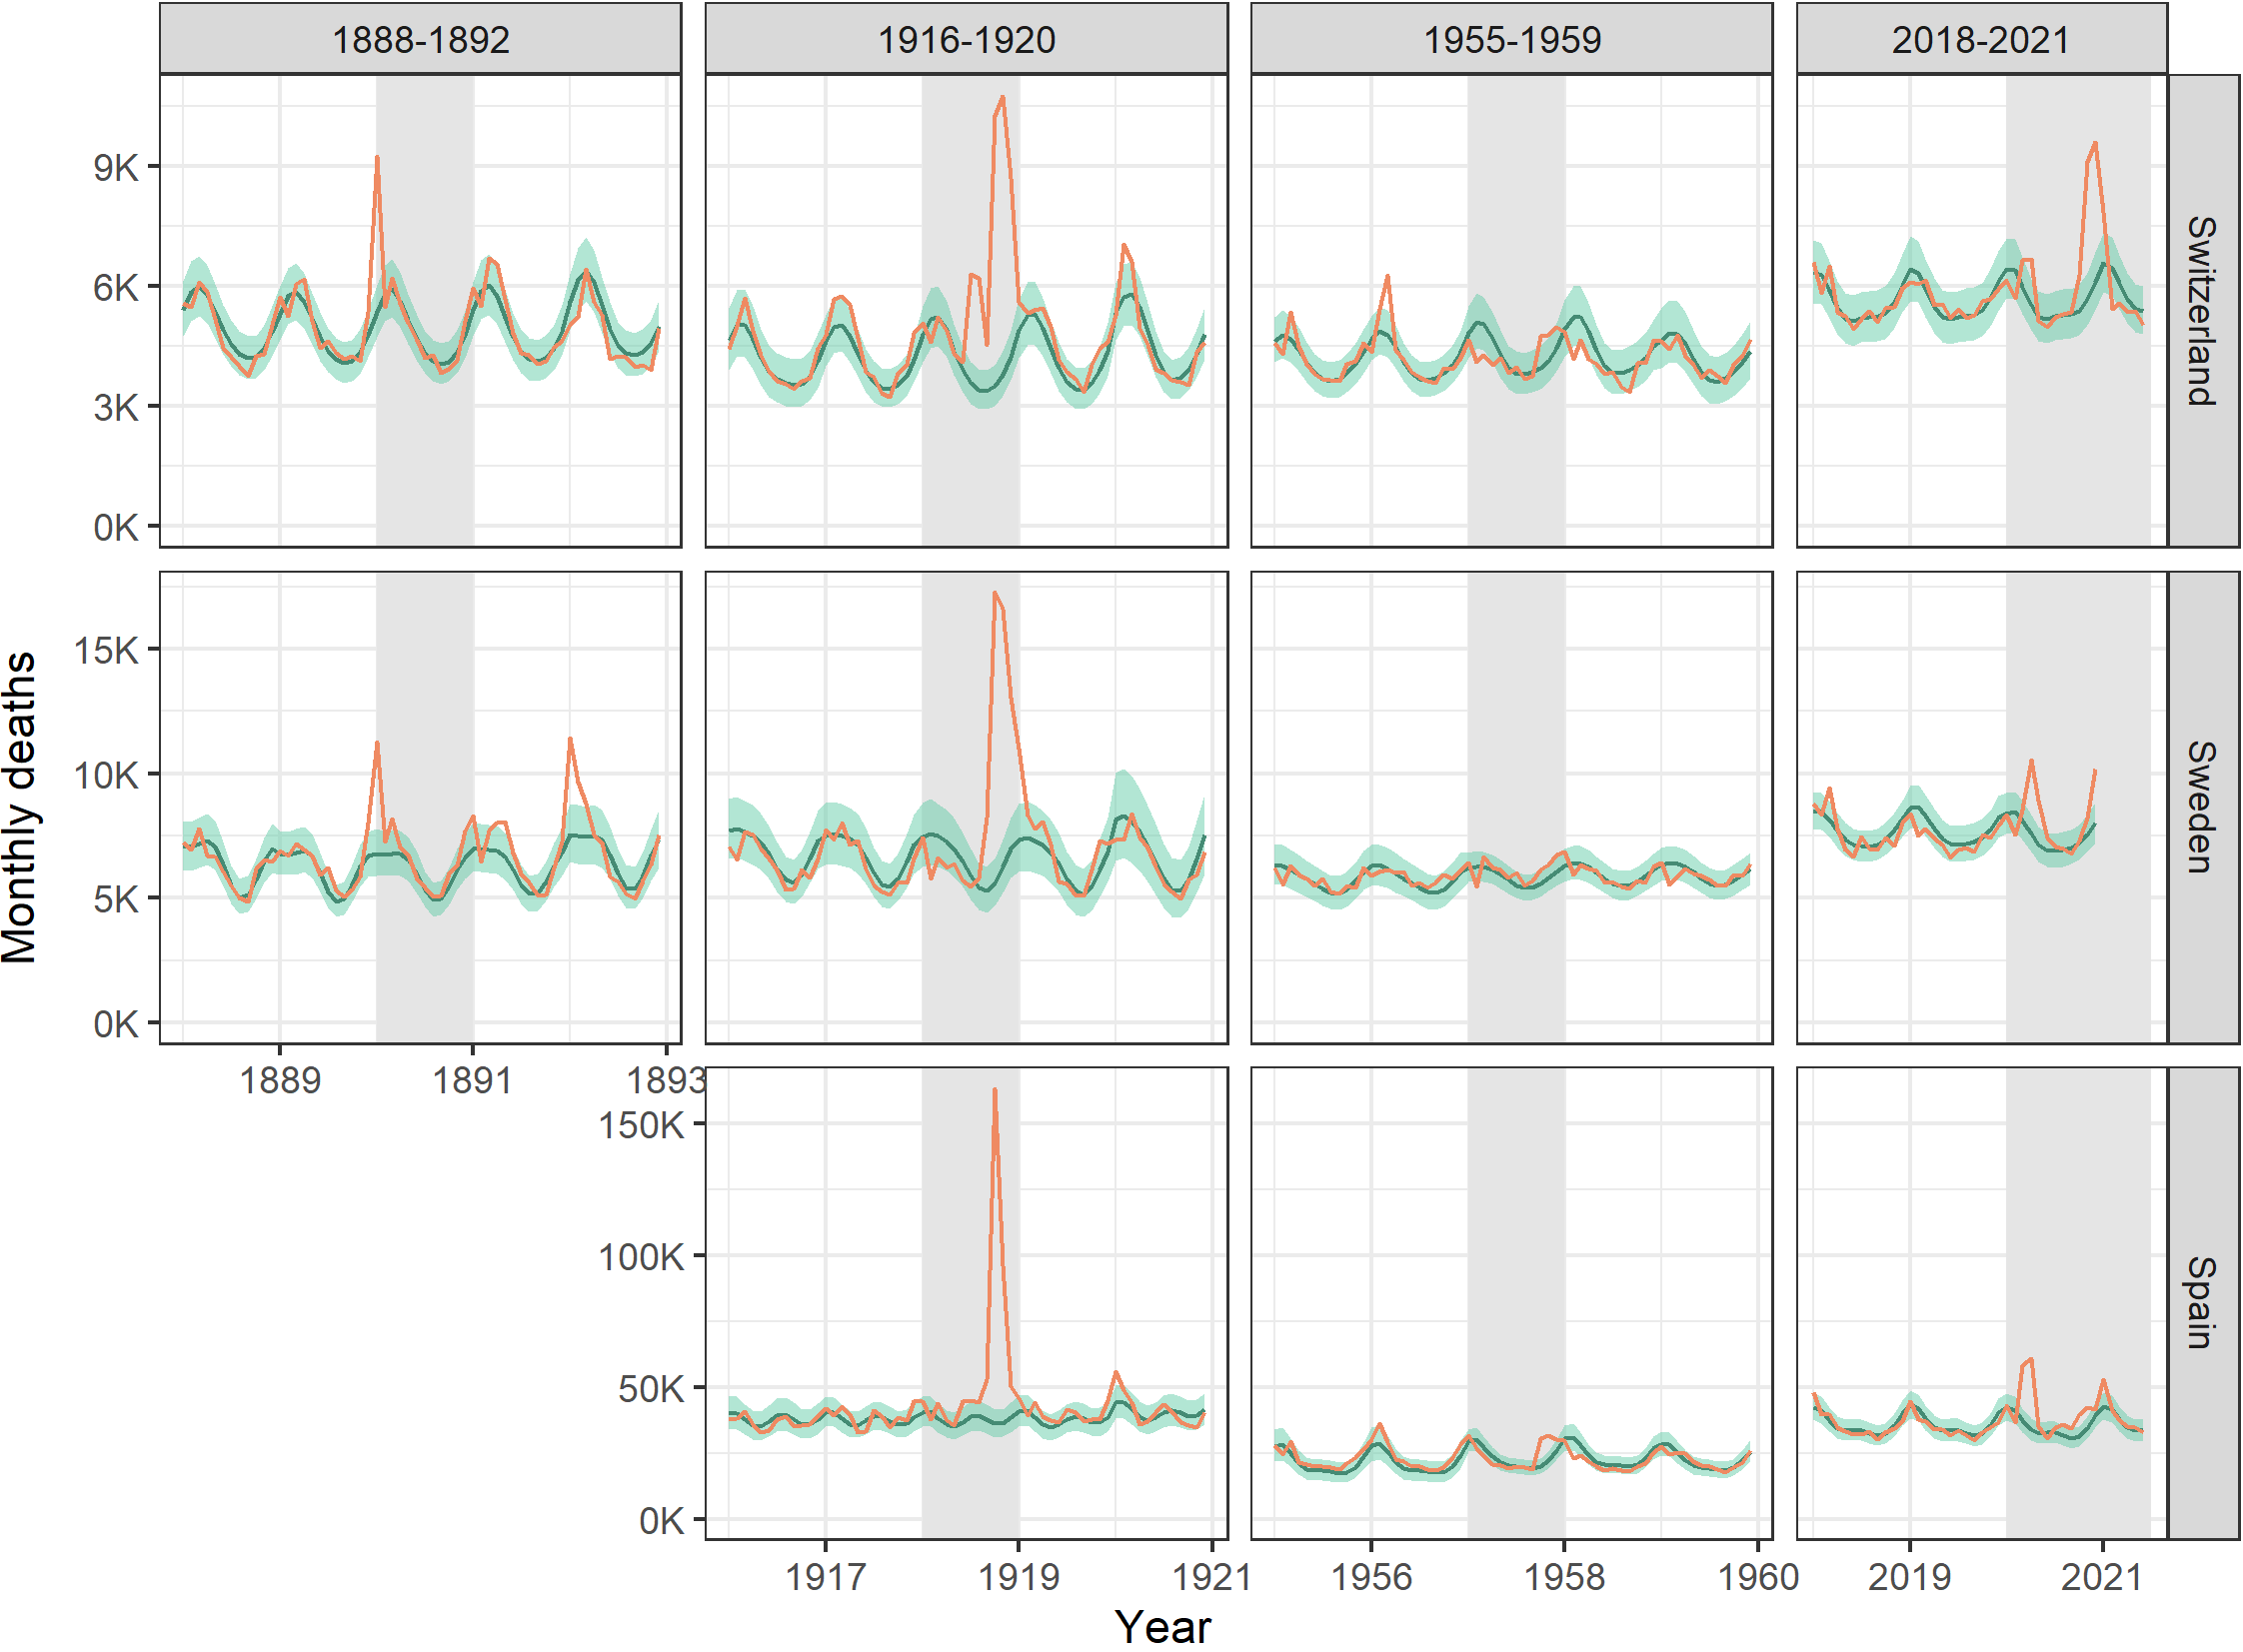 1888-1892
1916-1920
1955-1959
2018-2021
9K
6K
3K
0K
Switzerland
15K
10K
5K
0K
Sweden
1889
1891
1893
150K
100K
50K
0K
Spain
1917
1919
1921
1956
1958
1960
2019
2021
Monthly deaths
Year